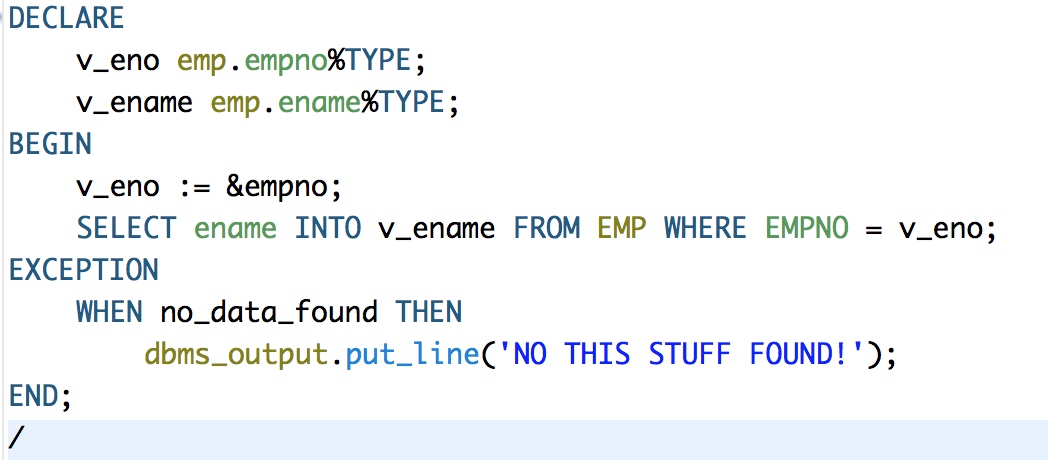 DECLARE
    v_eno emp.empno%TYPE;
    v_ename emp.ename%TYPE;
BEGIN
    v_eno := &empno;
    SELECT ename INTO v_ename FROM EMP WHERE EMPNO = v_eno;
EXCEPTION
    WHEN no_data_found THEN
        dbms_output.put_line('NO THIS STUFF FOUND!');
END;
/